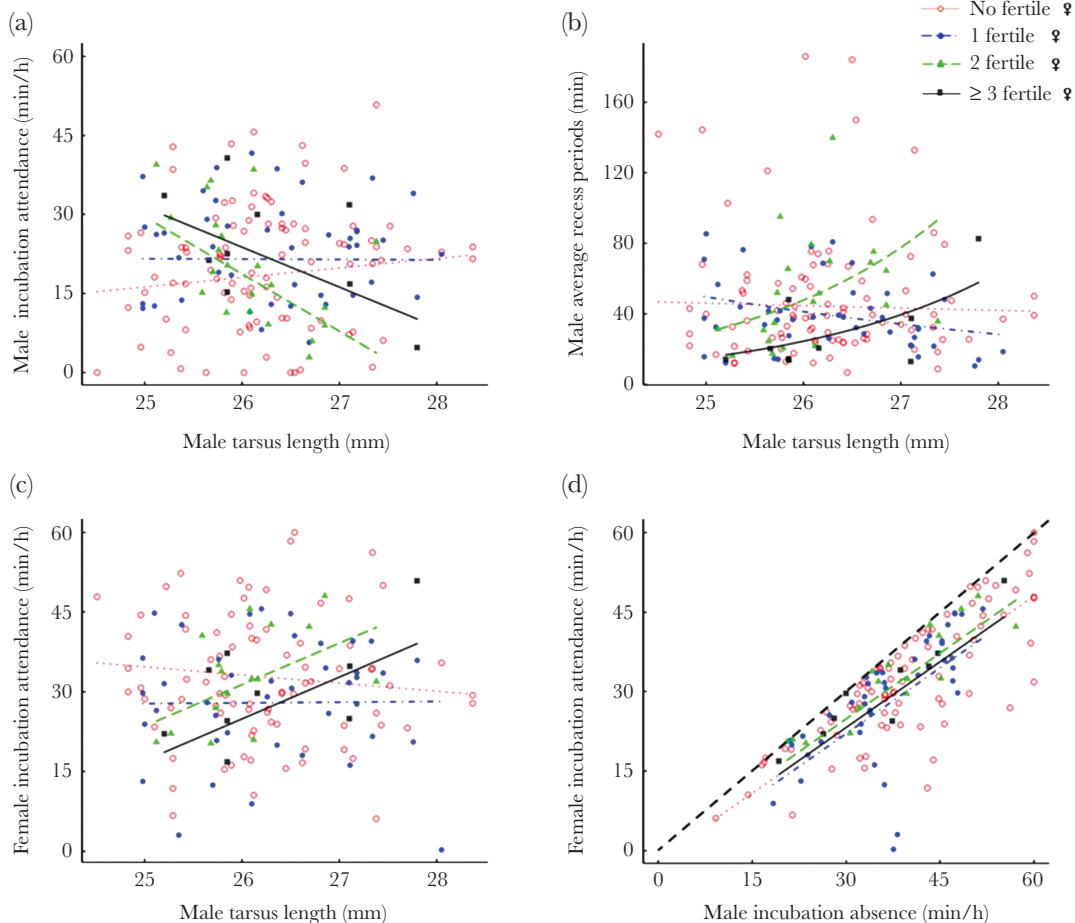 (a)
60
45
30
15
0
Male incubation attendance (min/h)
25
26
27
28
Male tarsus length (mm)
(b)
No fertile ♀
1 fertile ♀
2 fertile ♀
≥ 3 fertile ♀
160
120
80
40
0
Male average recess periods (min)
25
26
27
28
Male tarsus length (mm)
(c)
60
45
30
15
0
Female incubation attendance (min/h)
25
26
27
28
Male tarsus length (mm)
(d)
60
45
30
15
0
Female incubation attendance (min/h)
0
15
30
45
60
Male incubation absence (min/h)